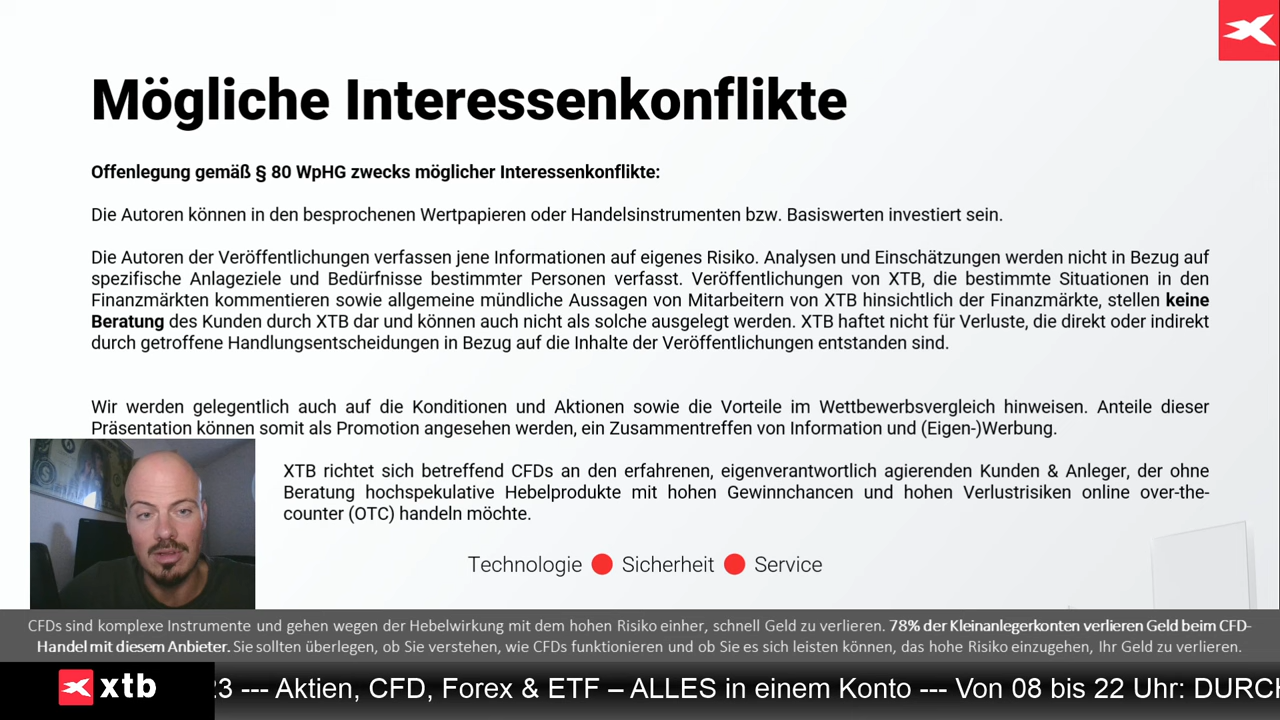 Mögliche Interessenkonflikte
Offenlegung gemäß § 80 WpHG zwecks möglicher Interessenkonflikte:
Die Autoren können in den besprochenen Wertpapieren oder Handelsinstrumenten bzw. Basiswerten investiert sein.
Die Autoren der Veröffentlichungen verfassen jene Informationen auf eigenes Risiko. Analysen und Einschätzungen werden nicht in Bezug auf
spezifische Anlageziele und Bedürfnisse bestimmter Personen verfasst. Veröffentlichungen von XTB, die bestimmte Situationen in den
Finanzmärkten kommentieren sowie allgemeine mündliche Aussagen von Mitarbeitern von XTB hinsichtlich der Finanzmärkte, stellen keine
Beratung des Kunden durch XTB dar und können auch nicht als solche ausgelegt werden. XTB haftet nicht für Verluste, die direkt oder indirekt
durch getroffene Handlungsentscheidungen in Bezug auf die Inhalte der Veröffentlichungen entstanden sind.
Wir werden gelegentlich auch auf die Konditionen und Aktionen sowie die Vorteile im Wettbewerbsvergleich hinweisen. Anteile dieser
Präsentation können somit als Promotion angesehen werden, ein Zusammentreffen von Information und (Eigen-)Werbung.
XTB richtet sich betreffend CFDs an den erfahrenen, eigenverantwortlich agierenden Kunden & Anleger, der ohne
Beratung hochspekulative Hebelprodukte mit hohen Gewinnchancen und hohen Verlustrisiken online over-the-
counter (OTC) handeln möchte.
Technologie Sicherheit Service
CFDs sind komplexe Instrumente und gehen wegen der Hebelwirkung mit dem hohen Risiko einher, schnell Geld zu verlieren. 78% der Kleinanlegerkonten verlieren Geld beim CFD-
Handel mit diesem Anbieter. Sie sollten überlegen, ob Sie verstehen, wie CFDs funktionieren und ob Sie es sich leisten können, das hohe Risiko einzugehen, Ihr Geld zu verlieren.
xtb 23 --- Aktien, CFD, Forex & ETF – ALLES in einem Konto --- Von 08 bis 22 Uhr: DURCH